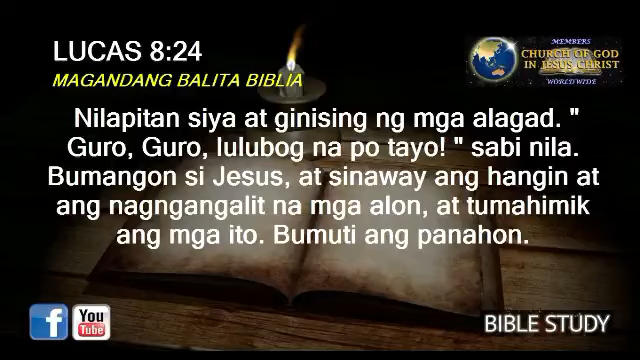 LUCAS 8:24
MAGANDANG BALITA BIBLIA
MEMBERS
CHURCH OF GOD
IN JESUS CHRIST
WORLD WIDE
Nilapitan siya at ginising ng mga alagad. "
Guro, Guro, lulubog na po tayo! " sabi nila.
Bumangon si Jesus, at sinaway ang hangin at
ang nagngangalit na mga alon, at tumahimik
ang mga ito. Bumuti ang panahon.
f
You
Tube
BIBLE STUDY